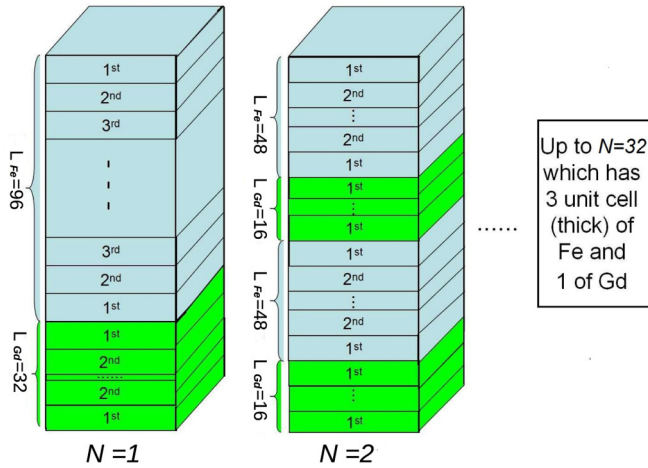 L Fe=96
1st
2nd
3rd
3rd
2nd
1st
L Gd=32
1st
2nd
......
2nd
1st
N =1
L Fe=48
1st
2nd
⋮
2nd
1st
L Gd=16
1st
⋮
1st
L Fe=48
1st
2nd
⋮
2nd
1st
L Gd=16
1st
⋮
1st
N =2
......
Up to N=32
which has
3 unit cell
(thick) of
Fe and
1 of Gd